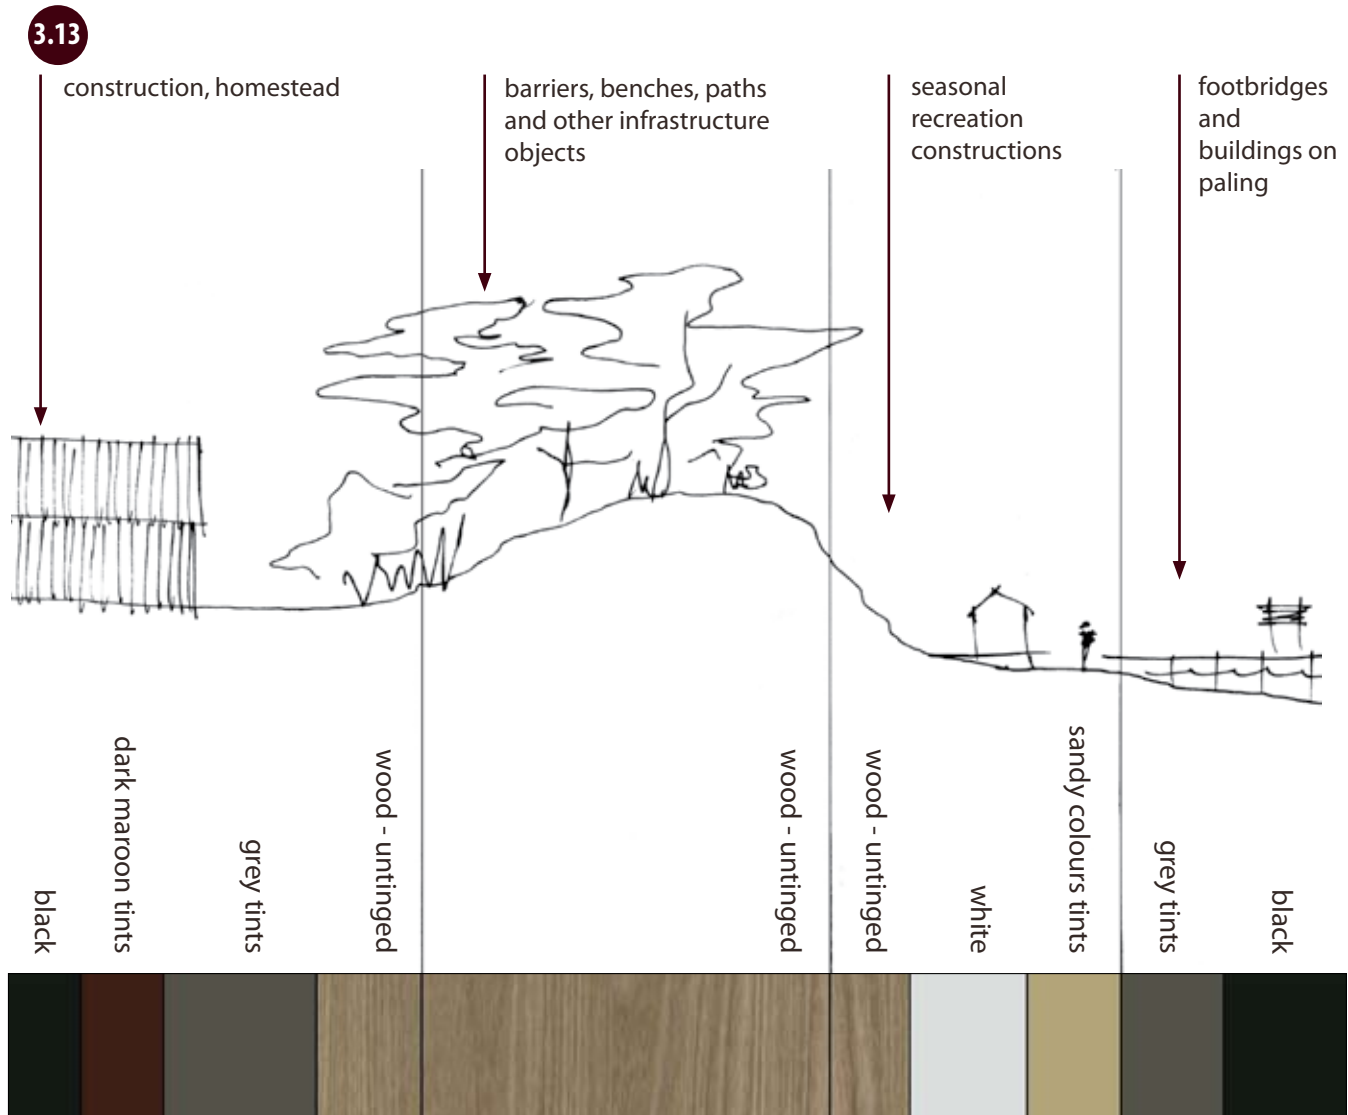 3.13
construction, homestead
barriers, benches, paths
and other infrastructure
objects
seasonal
recreation
constructions
footbridges
and
buildings on
paling
black
dark maroon tints
grey tints
wood - untinged
wood - untinged
wood - untinged
white
sandy colours tints
grey tints
black